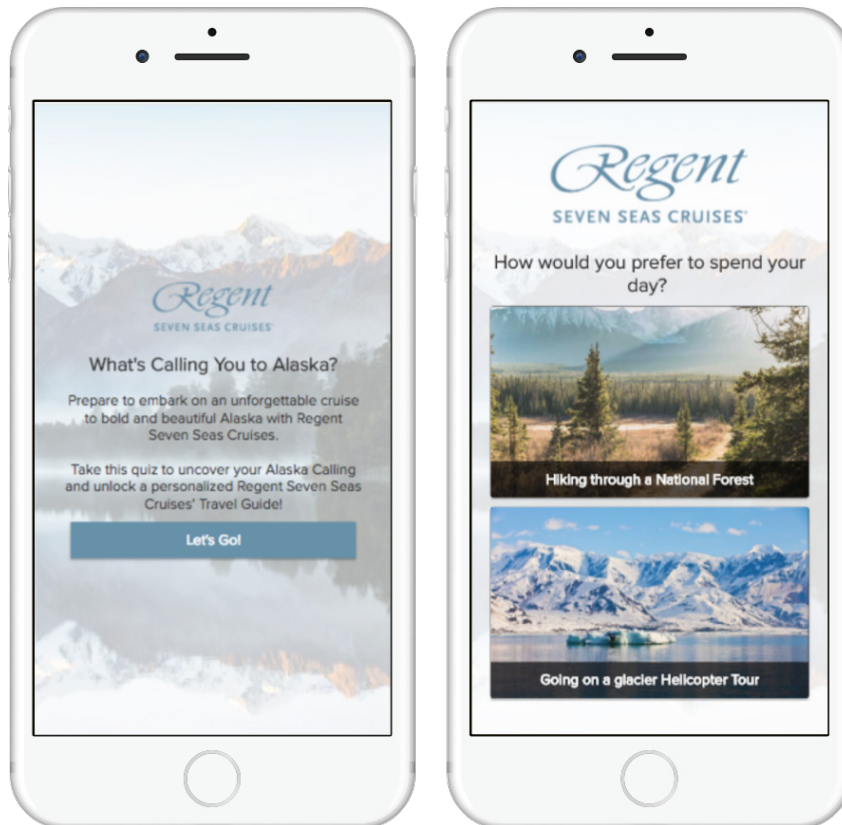 Regent
SEVEN SEAS CRUISES®
What's Calling You to Alaska?
Prepare to embark on an unforgettable cruise
to bold and beautiful Alaska with Regent
Seven Seas Cruises.
Take this quiz to uncover your Alaska Calling
and unlock a personalized Regent Seven Seas
Cruises' Travel Guide!
Let's Go!
Regent
SEVEN SEAS CRUISES®
How would you prefer to spend your
day?
Hiking through a National Forest
Going on a glacier Helicopter Tour